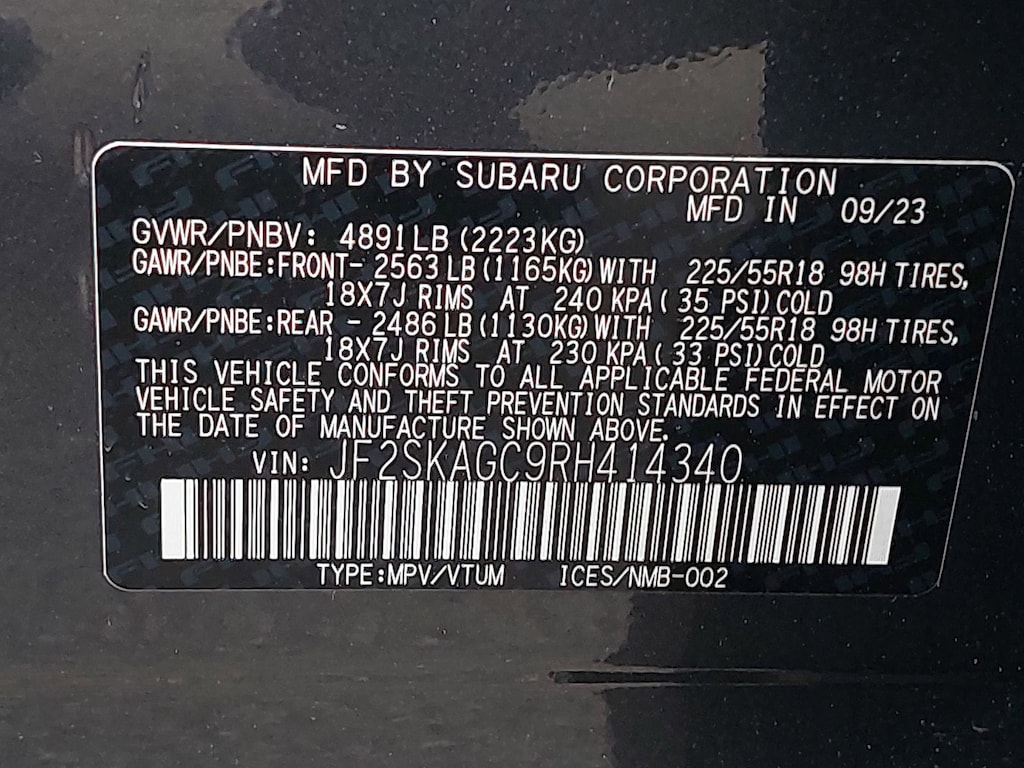 MFD BY SUBARU CORPORATION
MFD IN 09/23
GVWR/PNBV: 4891LB (2223KG)
GAWR/PNBE:FRONT- 2563 LB(1165KG)WITH 225/55R18 98H TIRES,
18X7J RIMS AT 240 KPA( 35 PSI)COLD
GAWR/PNBE:REAR - 2486 LB(1130KG)WITH 225/55R18 98H TIRES,
18X7J RIMS AT 230 KPA( 33 PSI)COLD
THIS VEHICLE CONFORMS TO ALL APPLICABLE FEDERAL MOTOR
VEHICLE SAFETY AND THEFT PREVENTION STANDARDS IN EFFECT ON
THE DATE OF MANUFACTURE SHOWN ABOVE.
VIN: JF2SKAGC9RH414340
TYPE:MPV/VTUM ICES/NMB-002